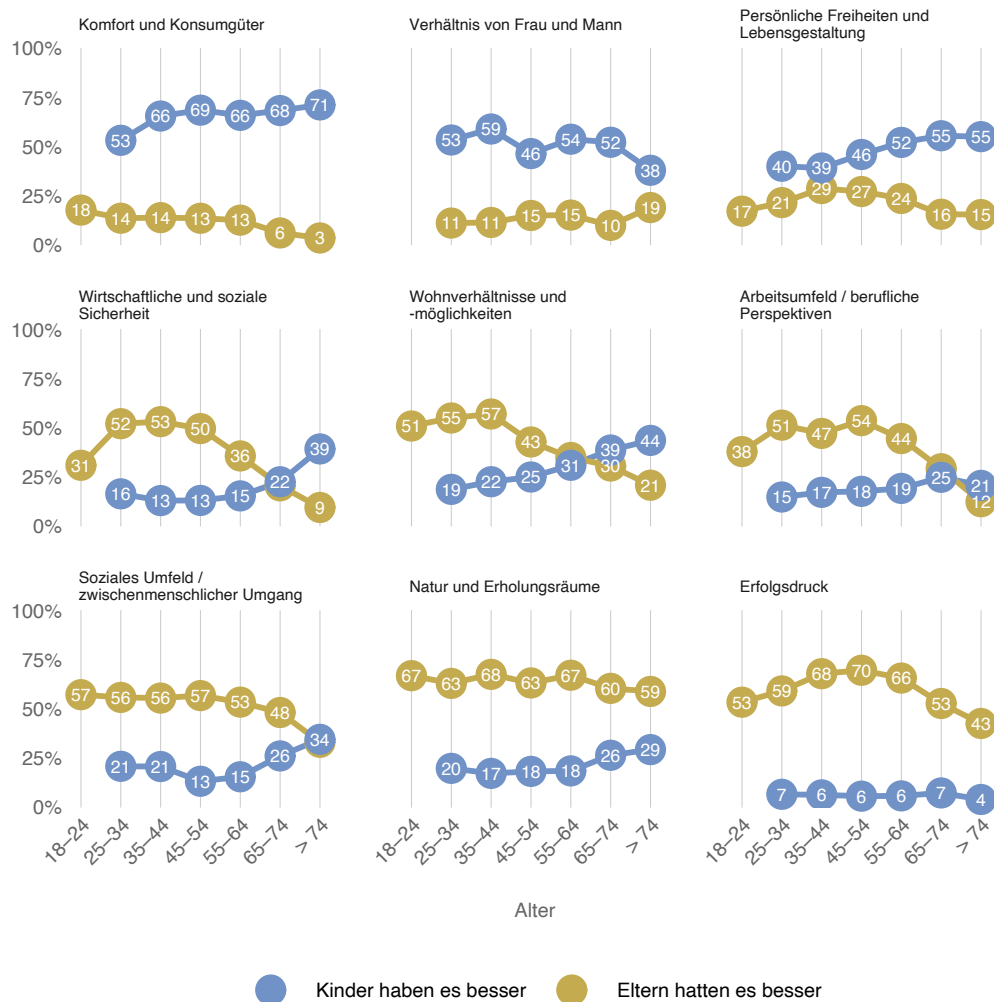 Komfort und Konsumgüter
100%
75%
50%
25%
0%
53 66 69 66 68 71
18 14 14 13 13 6 3
Verhältnis von Frau und Mann
53 59 46 54 52 38
11 11 15 15 10 19
Persönliche Freiheiten und
Lebensgestaltung
40 39 46 52 55 55
17 21 29 27 24 16 15
Wirtschaftliche und soziale
Sicherheit
100%
75%
50%
25%
0%
31 52 53 50 36 9
16 13 13 15 22 39
Wohnverhältnisse und
-möglichkeiten
51 55 57 43 30 21
19 22 25 31 39 44
Arbeitsumfeld / berufliche
Perspektiven
38 51 47 54 44 12
15 17 18 19 25 21
Soziales Umfeld /
zwischenmenschlicher Umgang
100%
75%
50%
25%
0%
57 56 56 57 53 48
21 21 13 15 26 34
Natur und Erholungsräume
67 63 68 63 67 60 59
20 17 18 18 26 29
Erfolgsdruck
53 59 68 70 66 53 43
7 6 6 6 7 4
18–24 25–34 35–44 45–54 55–64 65–74 > 74
18–24 25–34 35–44 45–54 55–64 65–74 > 74
18–24 25–34 35–44 45–54 55–64 65–74 > 74
Alter
Kinder haben es besser
Eltern hatten es besser